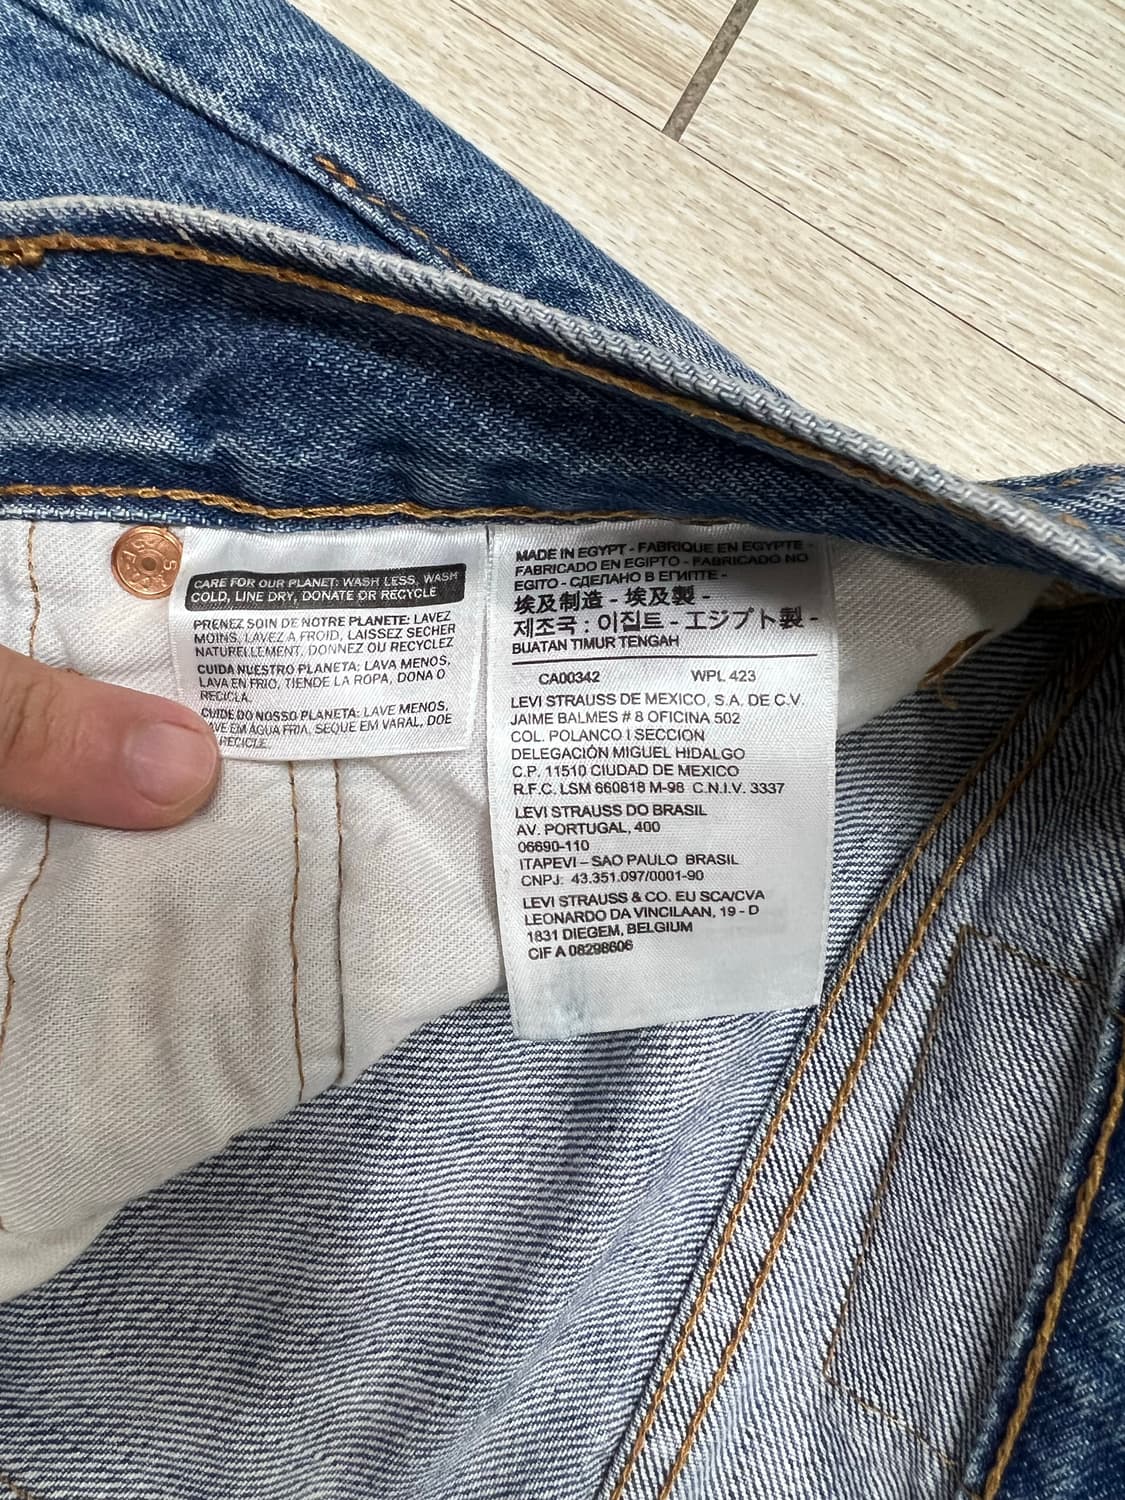 CARE FOR OUR PLANET: WASH LESS, WASH
COLD, LINE DRY, DONATE OR RECYCLE
PRENEZ SOIN DE NOTRE PLANETE: LAVEZ
MOINS, LAVEZ A FROID, LAISSEZ SECHER
NATURELLEMENT, DONNEZ OU RECYCLEZ
CUIDA NUESTRO PLANETA: LAVA MENOS,
LAVA EN FRIO, TIENDE LA ROPA, DONA O
RECICLA.
CUIDE DO NOSSO PLANETA: LAVE MENOS,
AVE EM ÁGUA FRIA, SEQUE EM VARAL, DOE
RECICLE.
MADE IN EGYPT - FABRIQUE EN EGYPTE -
FABRICADO EN EGIPTO - FABRICADO NO
EGITO - СДЕЛАНО В ЕГИПТЕ -
埃及制造 - 埃及製 -
제조국 : 이집트 - エジプト製 -
BUATAN TIMUR TENGAH
CA00342 WPL 423
LEVI STRAUSS DE MEXICO, S.A. DE C.V.
JAIME BALMES # 8 OFICINA 502
COL. POLANCO I SECCION
DELEGACIÓN MIGUEL HIDALGO
C.P. 11510 CIUDAD DE MEXICO
R.F.C. LSM 660818 M-98 C.N.I.V. 3337
LEVI STRAUSS DO BRASIL
AV. PORTUGAL, 400
06690-110
ITAPEVI – SAO PAULO BRASIL
CNPJ: 43.351.097/0001-90
LEVI STRAUSS & CO. EU SCA/CVA
LEONARDO DA VINCILAAN, 19 - D
1831 DIEGEM, BELGIUM
CIF A 08298606